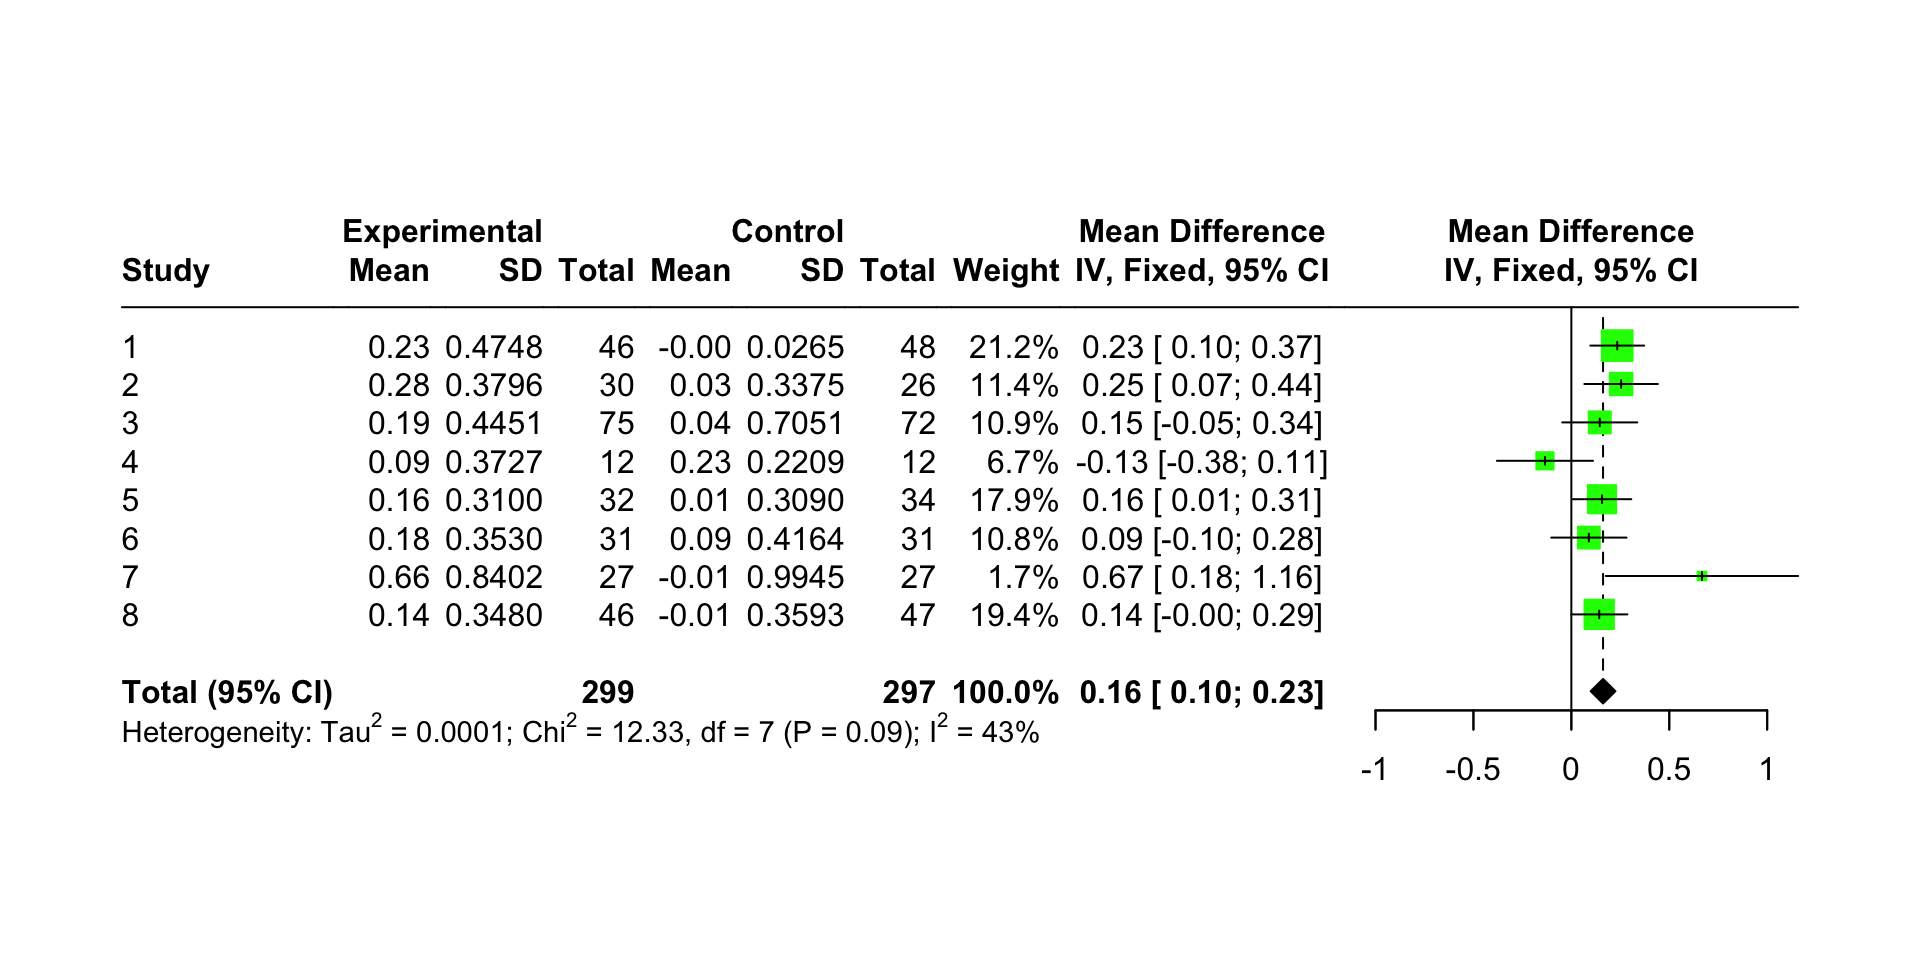 Experimental Control Mean Difference Mean Difference
Study Mean SD Total Mean SD Total Weight IV, Fixed, 95% CI IV, Fixed, 95% CI
1 0.23 0.4748 46 -0.00 0.0265 48 21.2% 0.23 [ 0.10; 0.37]
2 0.28 0.3796 30 0.03 0.3375 26 11.4% 0.25 [ 0.07; 0.44]
3 0.19 0.4451 75 0.04 0.7051 72 10.9% 0.15 [-0.05; 0.34]
4 0.09 0.3727 12 0.23 0.2209 12 6.7% -0.13 [-0.38; 0.11]
5 0.16 0.3100 32 0.01 0.3090 34 17.9% 0.16 [ 0.01; 0.31]
6 0.18 0.3530 31 0.09 0.4164 31 10.8% 0.09 [-0.10; 0.28]
7 0.66 0.8402 27 -0.01 0.9945 27 1.7% 0.67 [ 0.18; 1.16]
8 0.14 0.3480 46 -0.01 0.3593 47 19.4% 0.14 [-0.00; 0.29]
Total (95% CI) 299 297 100.0% 0.16 [ 0.10; 0.23]
Heterogeneity: Tau² = 0.0001; Chi² = 12.33, df = 7 (P = 0.09); I² = 43%
-1 -0.5 0 0.5 1